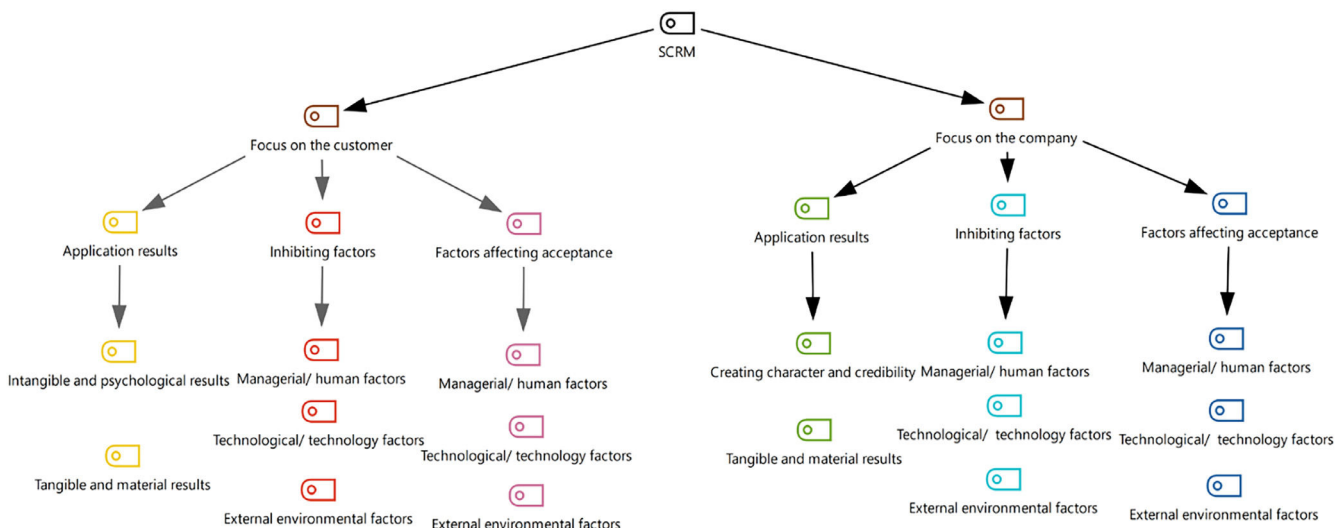 SCRM
Focus on the customer
Focus on the company
Application results
Inhibiting factors
Factors affecting acceptance
Application results
Inhibiting factors
Factors affecting acceptance
Intangible and psychological results
Managerial/ human factors
Managerial/ human factors
Creating character and credibility
Managerial/ human factors
Managerial/ human factors
Technological/ technology factors
Technological/ technology factors
Technological/ technology factors
Technological/ technology factors
Tangible and material results
Tangible and material results
External environmental factors
External environmental factors
External environmental factors
External environmental factors